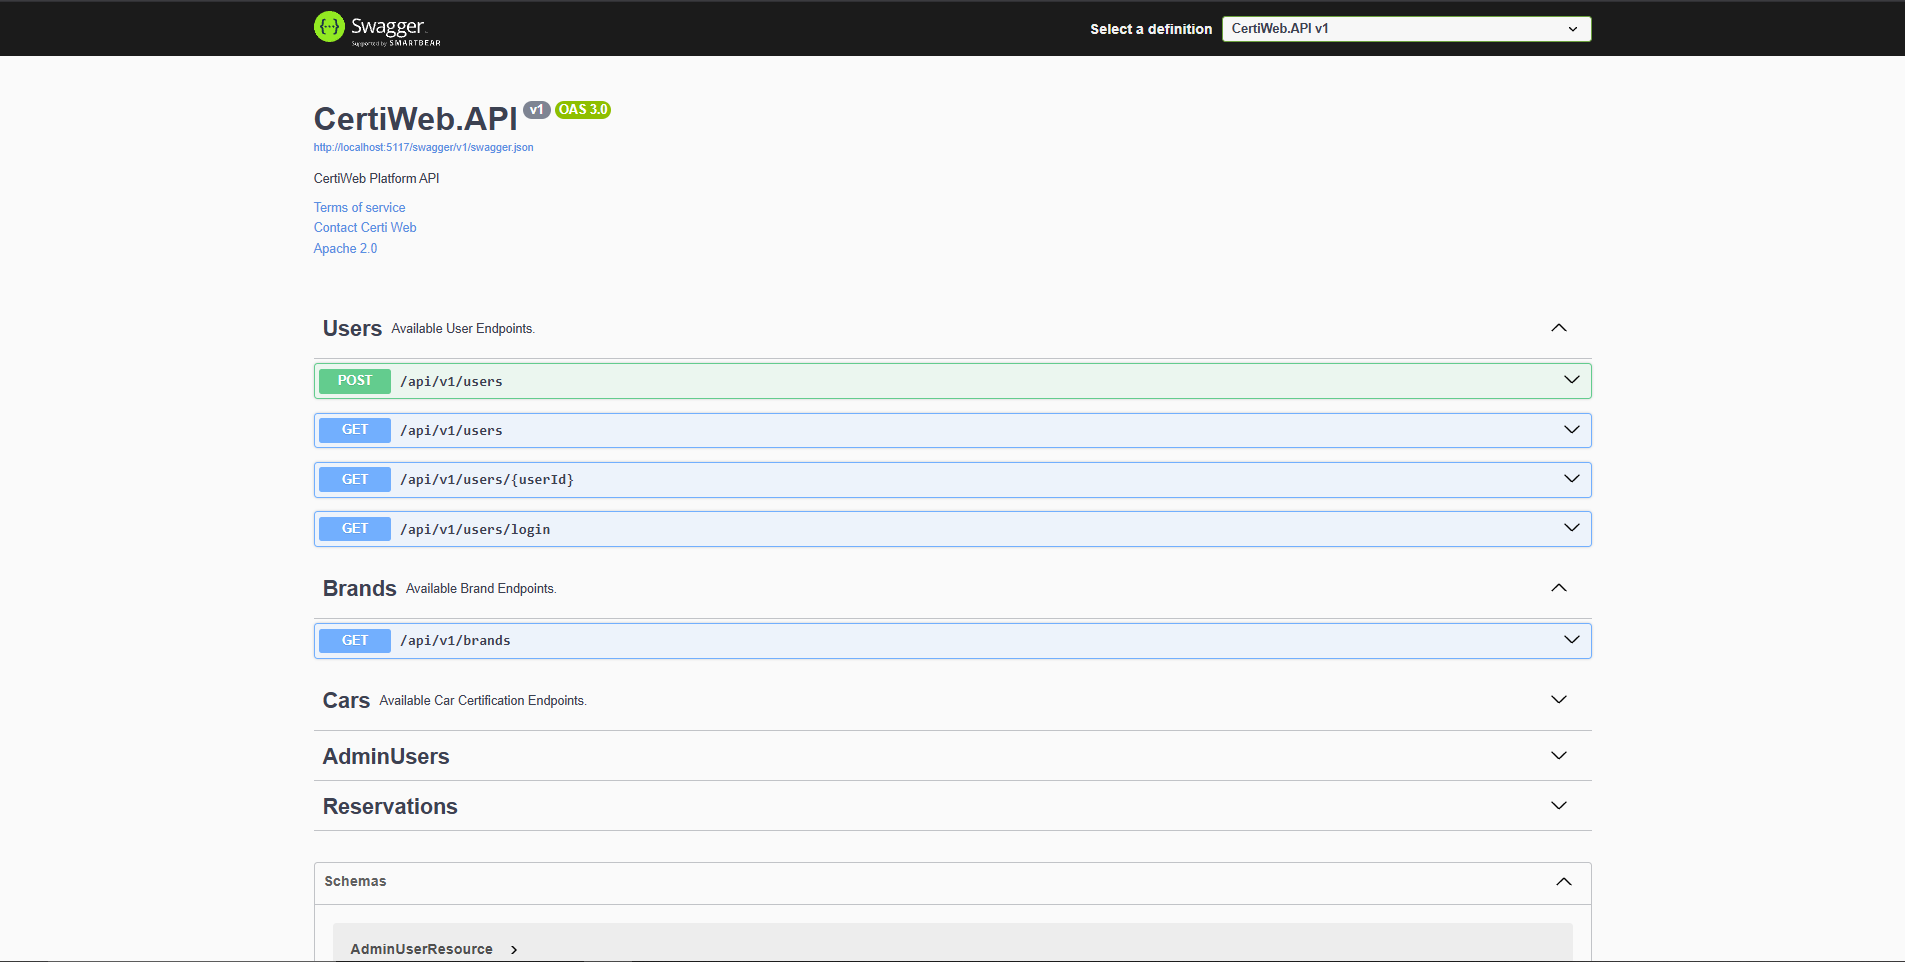 Swagger
Supported by SMARTBEAR
Select a definition CertiWeb.API v1
CertiWeb.API v1 OAS 3.0
http://localhost:5117/swagger/v1/swagger.json
CertiWeb Platform API
Terms of service
Contact Certi Web
Apache 2.0
Users Available User Endpoints.
POST /api/v1/users
GET /api/v1/users
GET /api/v1/users/{userId}
GET /api/v1/users/login
Brands Available Brand Endpoints.
GET /api/v1/brands
Cars Available Car Certification Endpoints.
AdminUsers
Reservations
Schemas
AdminUserResource